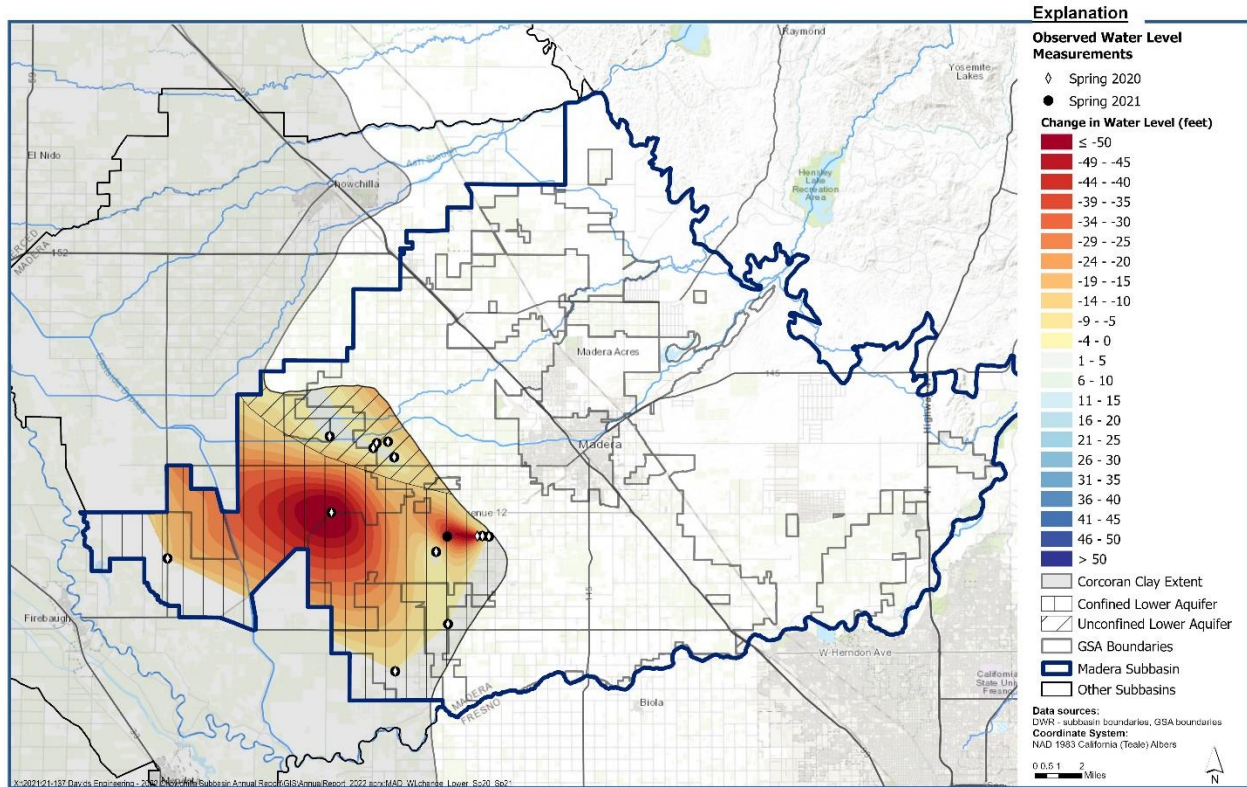 Explanation
Observed Water Level
Measurements
Spring 2020
Spring 2021
Change in Water Level (feet)
≤ -50
-49 - -45
-44 - -40
-39 - -35
-34 - -30
-29 - -25
-24 - -20
-19 - -15
-14 - -10
-9 - -5
-4 - 0
1 - 5
6 - 10
11 - 15
16 - 20
21 - 25
26 - 30
31 - 35
36 - 40
41 - 45
46 - 50
> 50
Corcoran Clay Extent
Confined Lower Aquifer
Unconfined Lower Aquifer
GSA Boundaries
Madera Subbasin
Other Subbasins
Data sources:
DWR - subbasin boundaries, GSA boundaries
Coordinate System:
NAD 1983 California (Teale) Albers
0 0.5 1 2
Miles
N
Raymond
Yosemite
Lakes
El Nido
Chowchilla
Hensley
Lake
Recreation
Area
MERCED
MADERA
152
59
Madera Acres
145
Madera
enue 12
Firebaugh
145
W Herndon Ave
California
State Uni
Fresno
MADERA
FRESNO
Biola
33